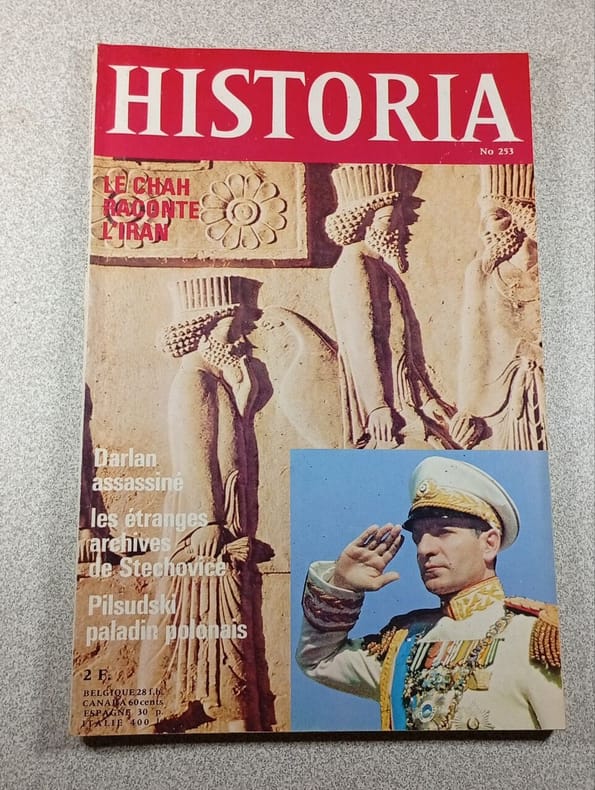 HISTORIA
No 253
LE CHAH
RACONTE
L'IRAN
Darlan
assassiné
les étranges
archives
de Stechovice
Pilsudski
paladin polonais
2 F.
BELGIQUE 28 f.b.
CANADA 60 cents
ESPAGNE 30 p.
ITALIE 400